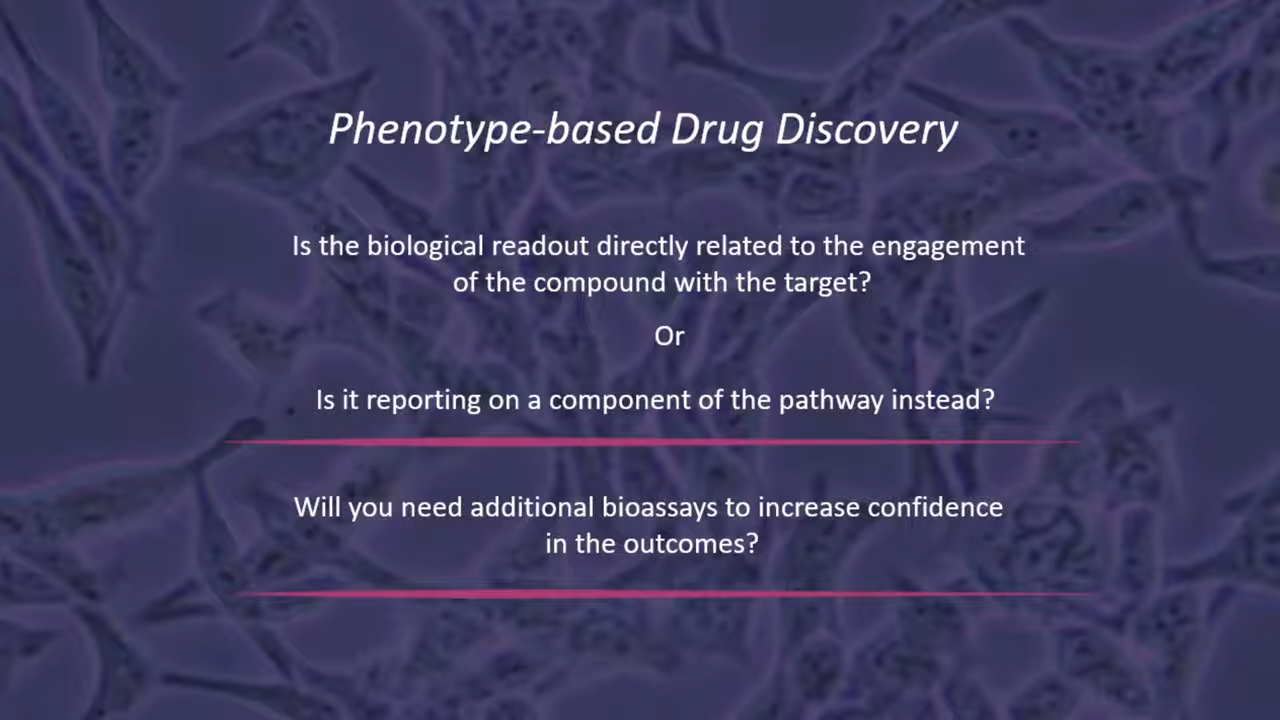 Phenotype-based Drug Discovery
Is the biological readout directly related to the engagement
of the compound with the target?
Or
Is it reporting on a component of the pathway instead?
Will you need additional bioassays to increase confidence
in the outcomes?